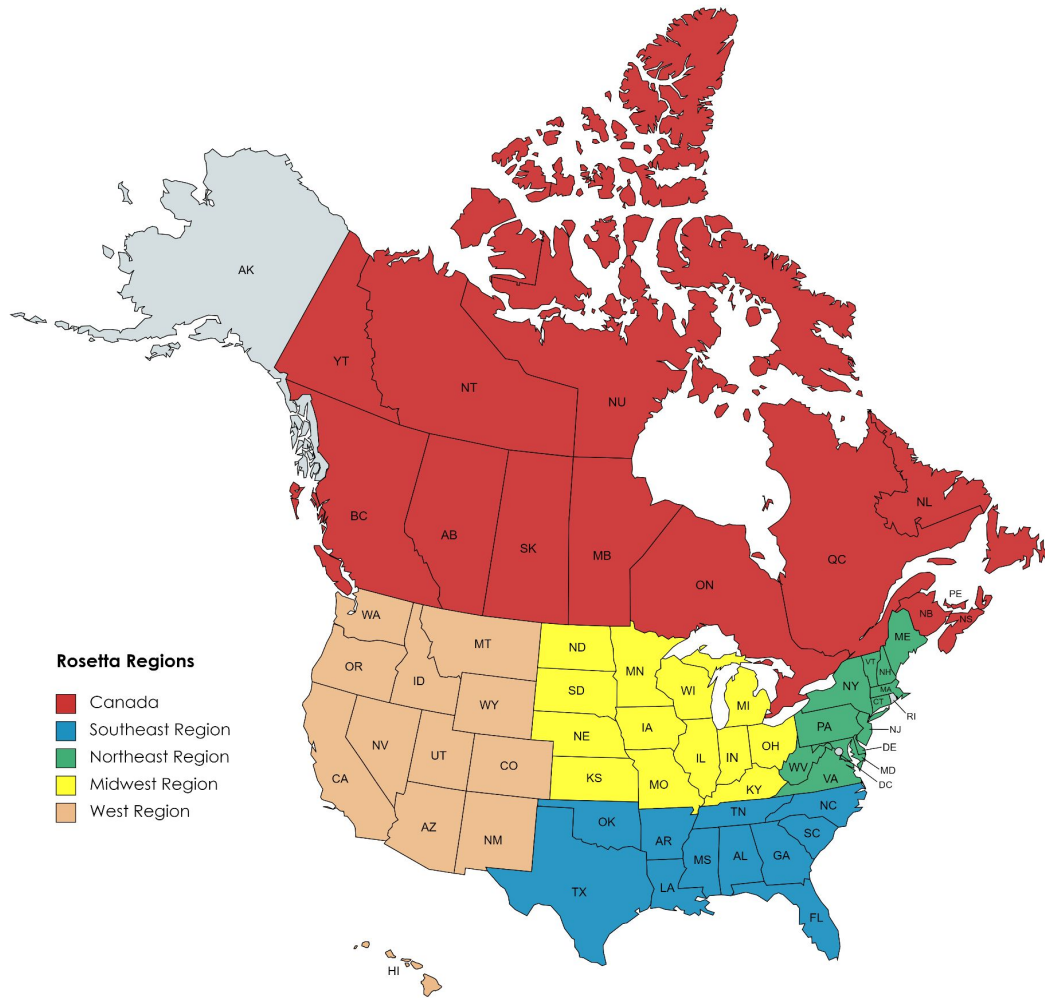 AK
YT
NT
NU
BC
AB
SK
MB
ON
QC
NL
PE
NB
NS
WA
MT
ND
MN
ME
OR
ID
SD
WI
MI
VT
NH
NY
MA
CT
RI
WY
IA
PA
NJ
NV
UT
NE
IL
IN
OH
DE
CA
CO
KS
MO
KY
WV
VA
MD
DC
AZ
NM
OK
AR
TN
NC
SC
TX
LA
MS
AL
GA
FL
HI
Rosetta Regions
Canada
Southeast Region
Northeast Region
Midwest Region
West Region